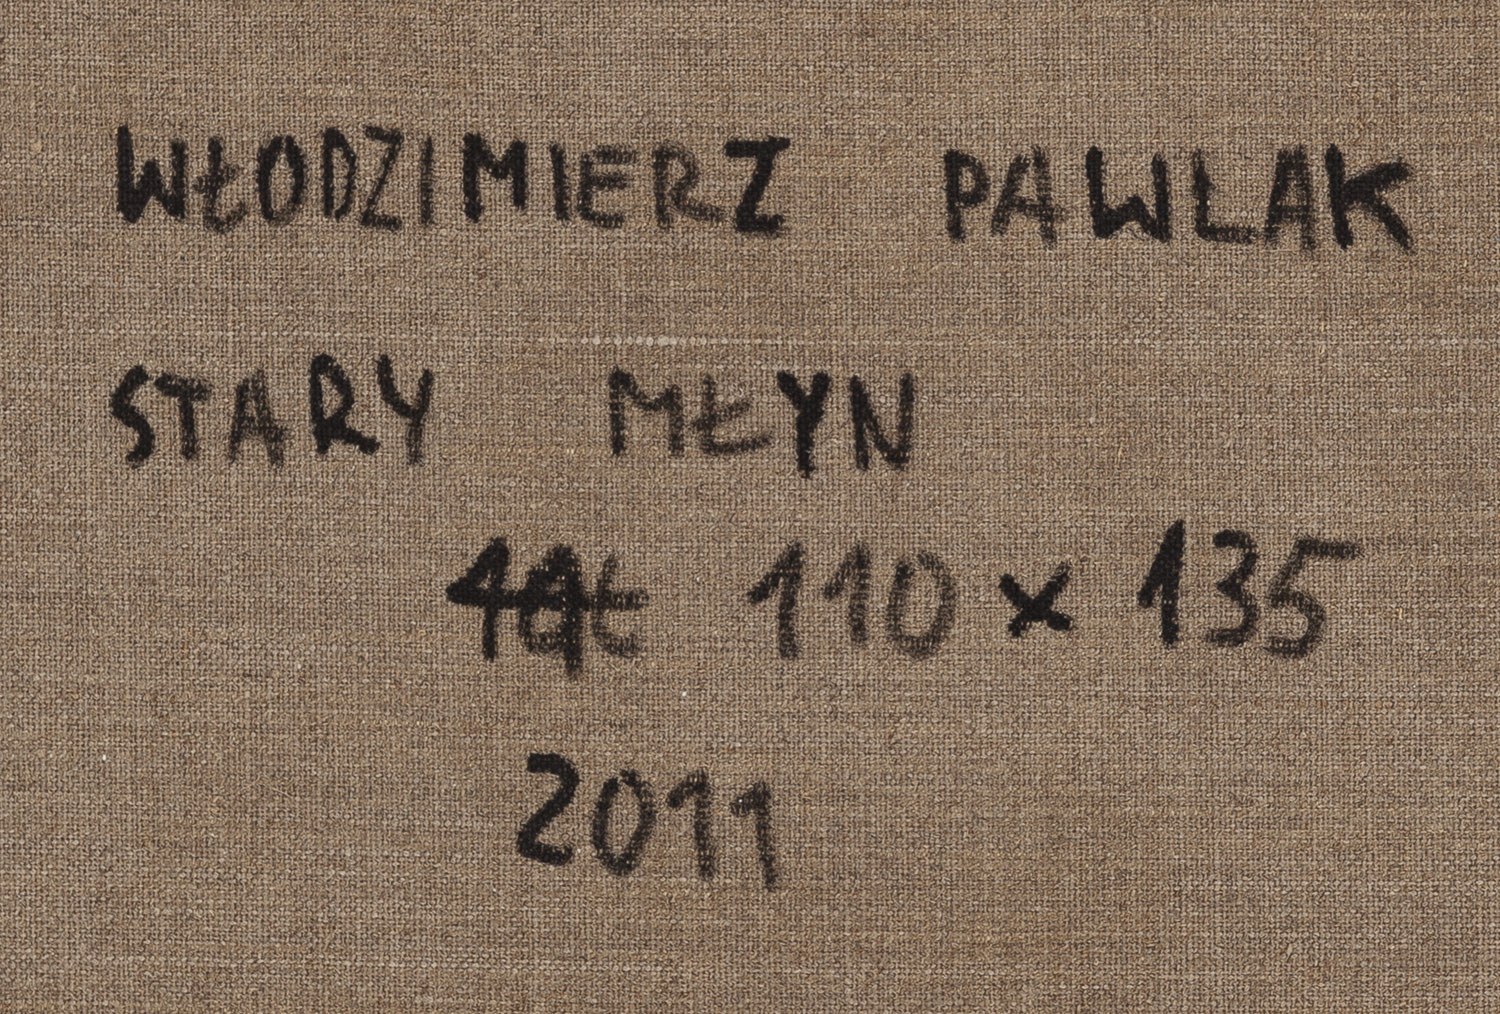 WŁODZIMIERZ PAWLAK
STARY MŁYN
110 x 135
2011